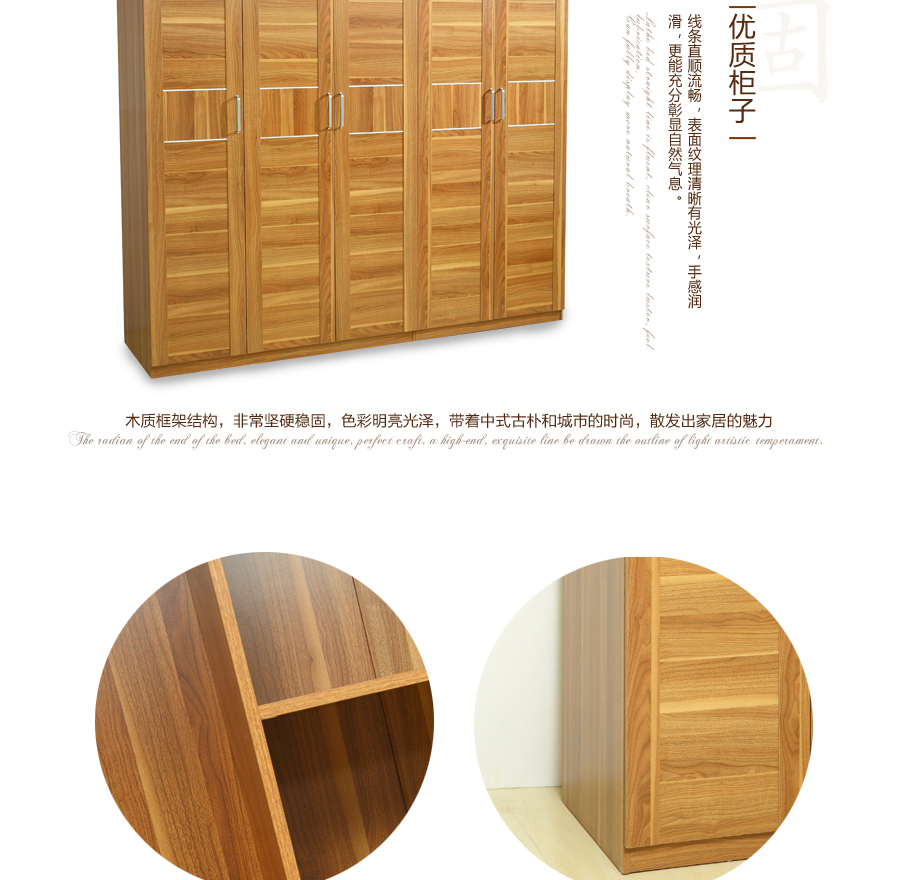 固
优质柜子
线条直顺流畅，表面纹理清晰有光泽，手感润
滑，更能充分彰显自然气息。
Lathe bed straight line is fluent, clear surface texture luster, feel
lubrication,
Can fully display more natural breath.
木质框架结构，非常坚硬稳固，色彩明亮光泽，带着中式古朴和城市的时尚，散发出家居的魅力
The radian of the end of the bed, elegant and unique, perfect craft, a high-end, exquisite line be drawn the outline of light artistic temperament.